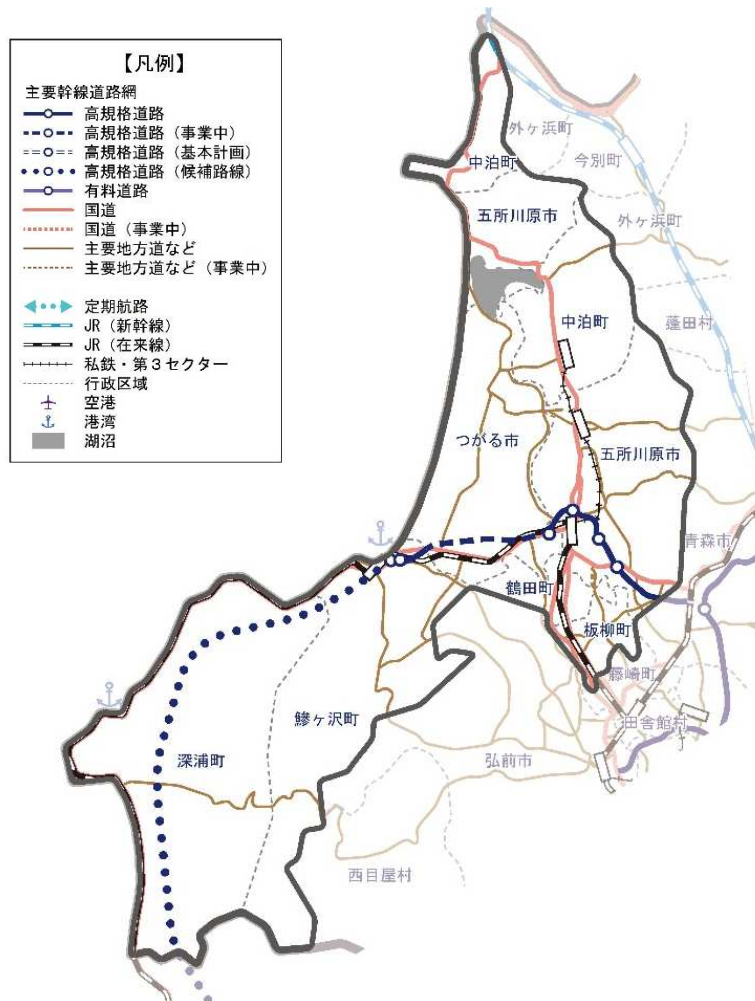 【凡例】
主要幹線道路網
高規格道路
高規格道路（事業中）
高規格道路（基本計画）
高規格道路（候補路線）
有料道路
国道
国道（事業中）
主要地方道など
主要地方道など（事業中）
定期航路
JR（新幹線）
JR（在来線）
私鉄・第３セクター
行政区域
空港
港湾
湖沼
外ヶ浜町
中泊町
今別町
五所川原市
外ヶ浜町
中泊町
蓬田村
つがる市
五所川原市
青森市
鶴田町
板柳町
藤崎町
田舎館村
鰺ヶ沢町
深浦町
弘前市
西目屋村